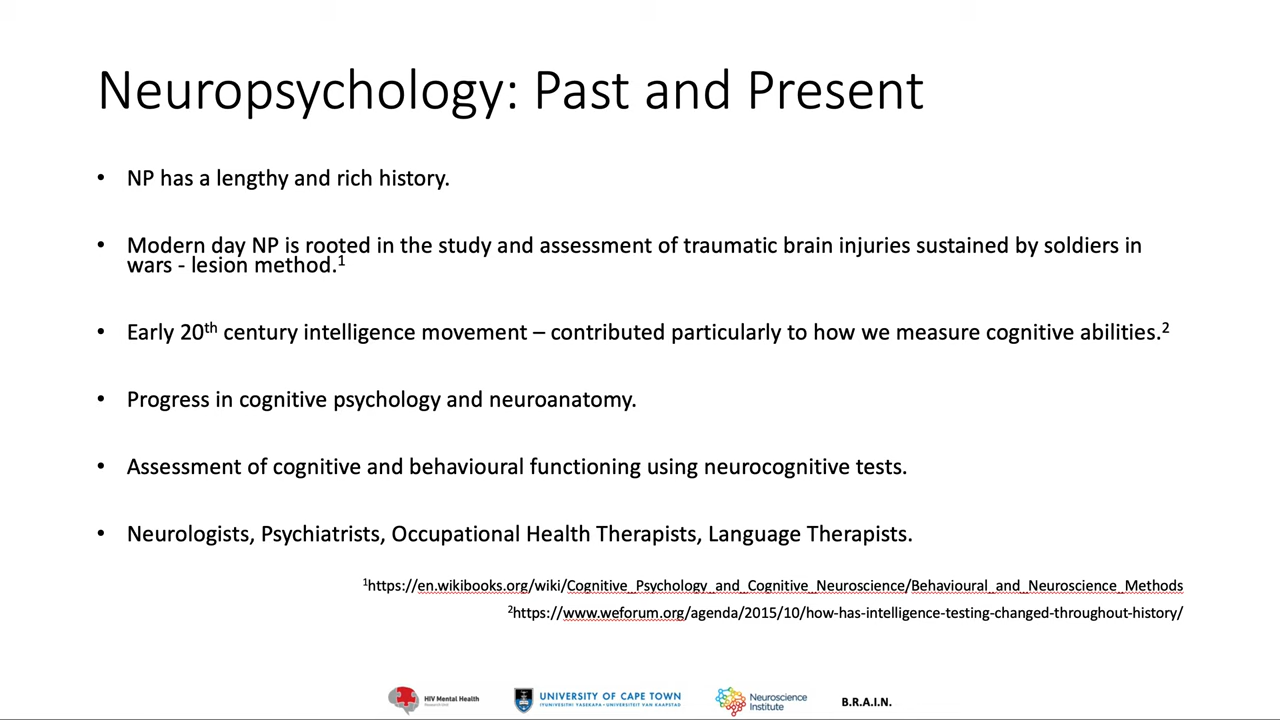 Neuropsychology: Past and Present
• NP has a lengthy and rich history.
• Modern day NP is rooted in the study and assessment of traumatic brain injuries sustained by soldiers in
wars - lesion method.1
• Early 20th century intelligence movement – contributed particularly to how we measure cognitive abilities.2
• Progress in cognitive psychology and neuroanatomy.
• Assessment of cognitive and behavioural functioning using neurocognitive tests.
• Neurologists, Psychiatrists, Occupational Health Therapists, Language Therapists.
1https://en.wikibooks.org/wiki/Cognitive_Psychology_and_Cognitive_Neuroscience/Behavioural_and_Neuroscience_Methods
2https://www.weforum.org/agenda/2015/10/how-has-intelligence-testing-changed-throughout-history/
HIV Mental Health
UNIVERSITY OF CAPE TOWN
IYUNIVESITHI YASEKAPA • UNIVERSITEIT VAN KAAPSTAD
Neuroscience
Institute
B.R.A.I.N.